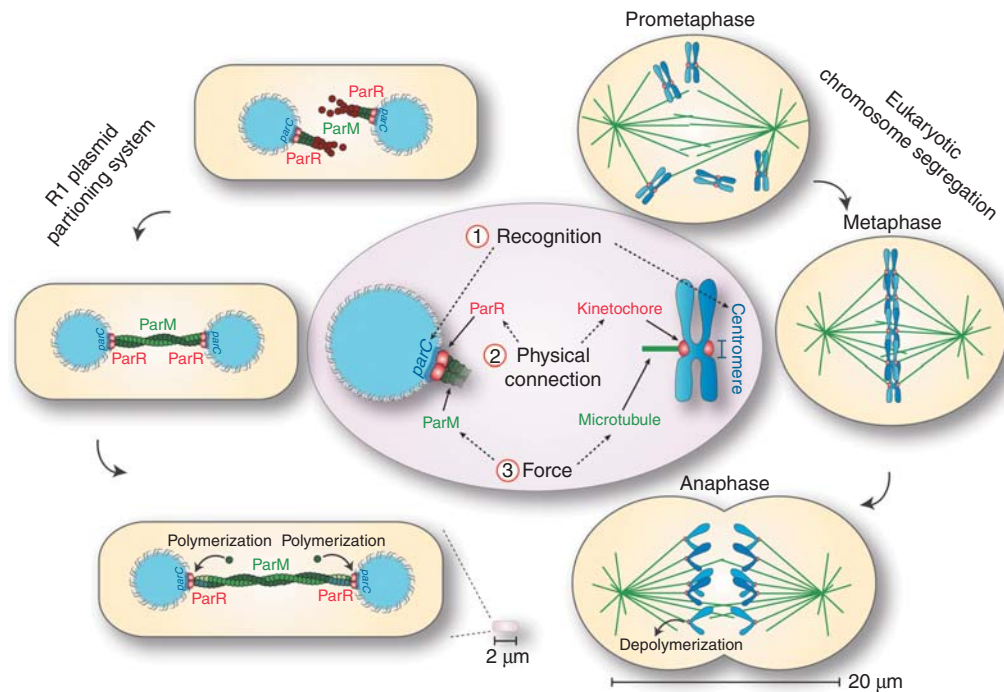 Prometaphase
R1 plasmid
partioning system
ParR
parC
ParM
parC
ParR
Eukaryotic
chromosome segregation
Metaphase
1 Recognition
ParM
parC
parC
ParR
ParR
parC
ParR
Kinetochore
Centromere
2 Physical
connection
ParM
Microtubule
3 Force
Anaphase
Polymerization
Polymerization
ParM
parC
parC
ParR
ParR
Depolymerization
2 μm
20 μm